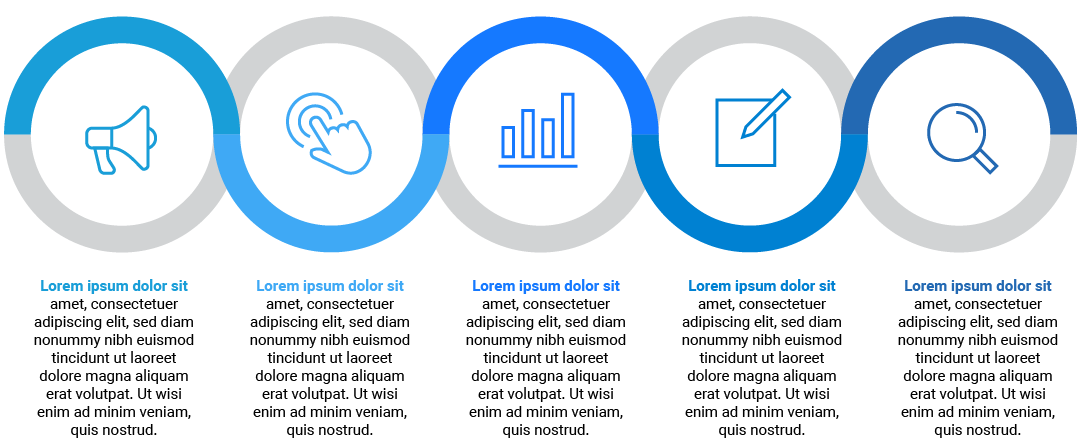 Lorem ipsum dolor sit
amet, consectetuer
adipiscing elit, sed diam
nonummy nibh euismod
tincidunt ut laoreet
dolore magna aliquam
erat volutpat. Ut wisi
enim ad minim veniam,
quis nostrud.
Lorem ipsum dolor sit
amet, consectetuer
adipiscing elit, sed diam
nonummy nibh euismod
tincidunt ut laoreet
dolore magna aliquam
erat volutpat. Ut wisi
enim ad minim veniam,
quis nostrud.
Lorem ipsum dolor sit
amet, consectetuer
adipiscing elit, sed diam
nonummy nibh euismod
tincidunt ut laoreet
dolore magna aliquam
erat volutpat. Ut wisi
enim ad minim veniam,
quis nostrud.
Lorem ipsum dolor sit
amet, consectetuer
adipiscing elit, sed diam
nonummy nibh euismod
tincidunt ut laoreet
dolore magna aliquam
erat volutpat. Ut wisi
enim ad minim veniam,
quis nostrud.
Lorem ipsum dolor sit
amet, consectetuer
adipiscing elit, sed diam
nonummy nibh euismod
tincidunt ut laoreet
dolore magna aliquam
erat volutpat. Ut wisi
enim ad minim veniam,
quis nostrud.